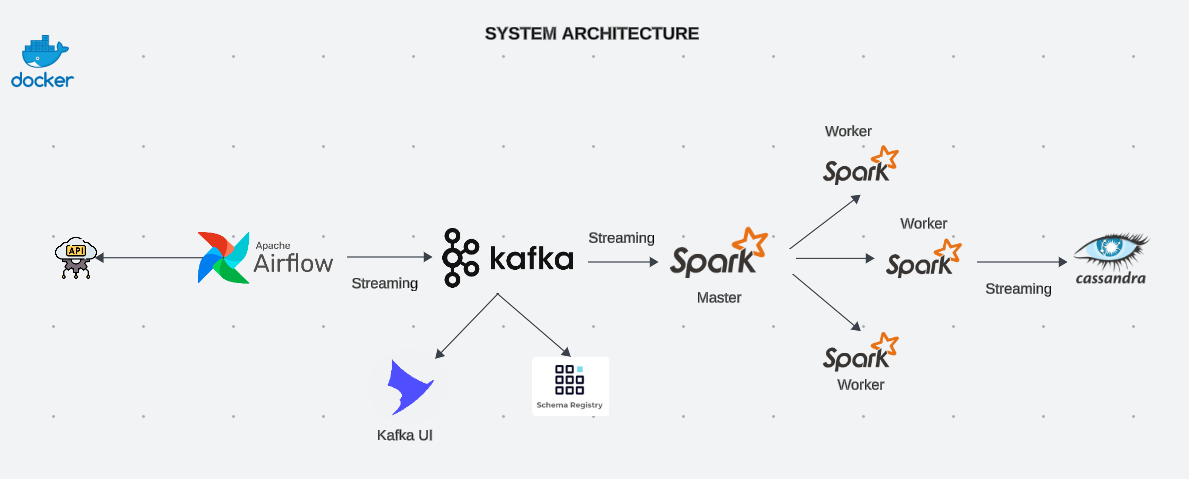 SYSTEM ARCHITECTURE
docker
Worker
Spark
API
Apache
Airflow
Streaming
kafka
Streaming
Spark
Master
Worker
Spark
Streaming
cassandra
Spark
Worker
Kafka UI
Schema Registry